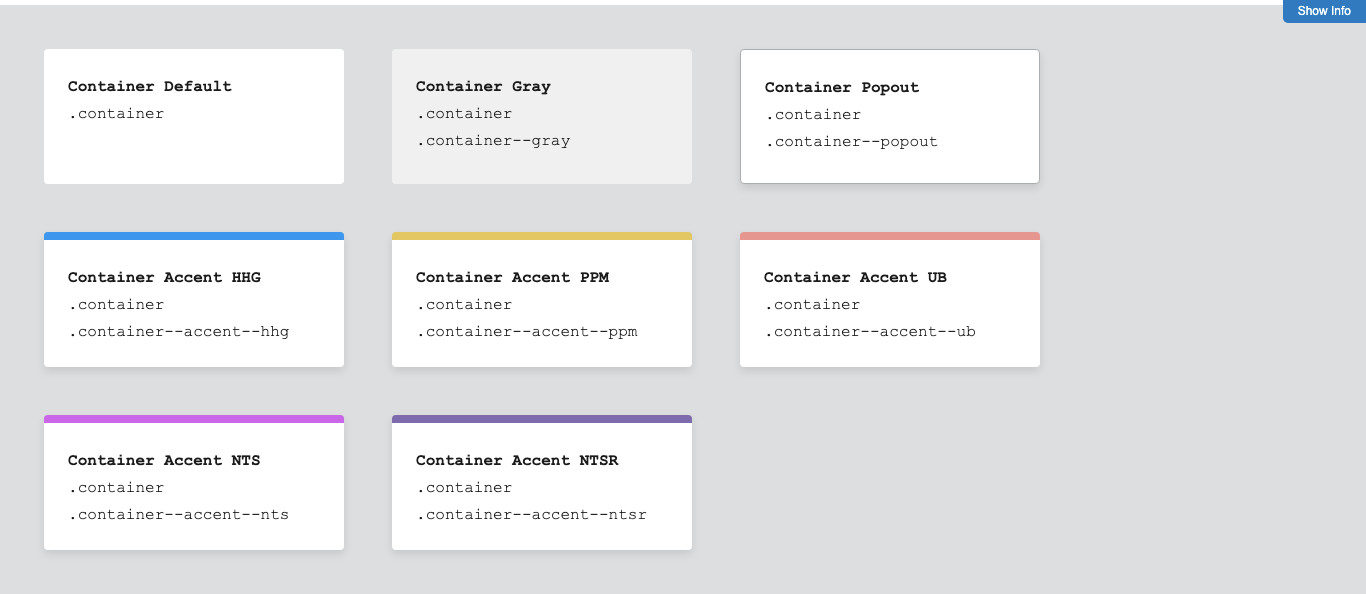 Show Info
Container Default
.container
Container Gray
.container
.container--gray
Container Popout
.container
.container--popout
Container Accent HHG
.container
.container--accent--hhg
Container Accent PPM
.container
.container--accent--ppm
Container Accent UB
.container
.container--accent--ub
Container Accent NTS
.container
.container--accent--nts
Container Accent NTSR
.container
.container--accent--ntsr